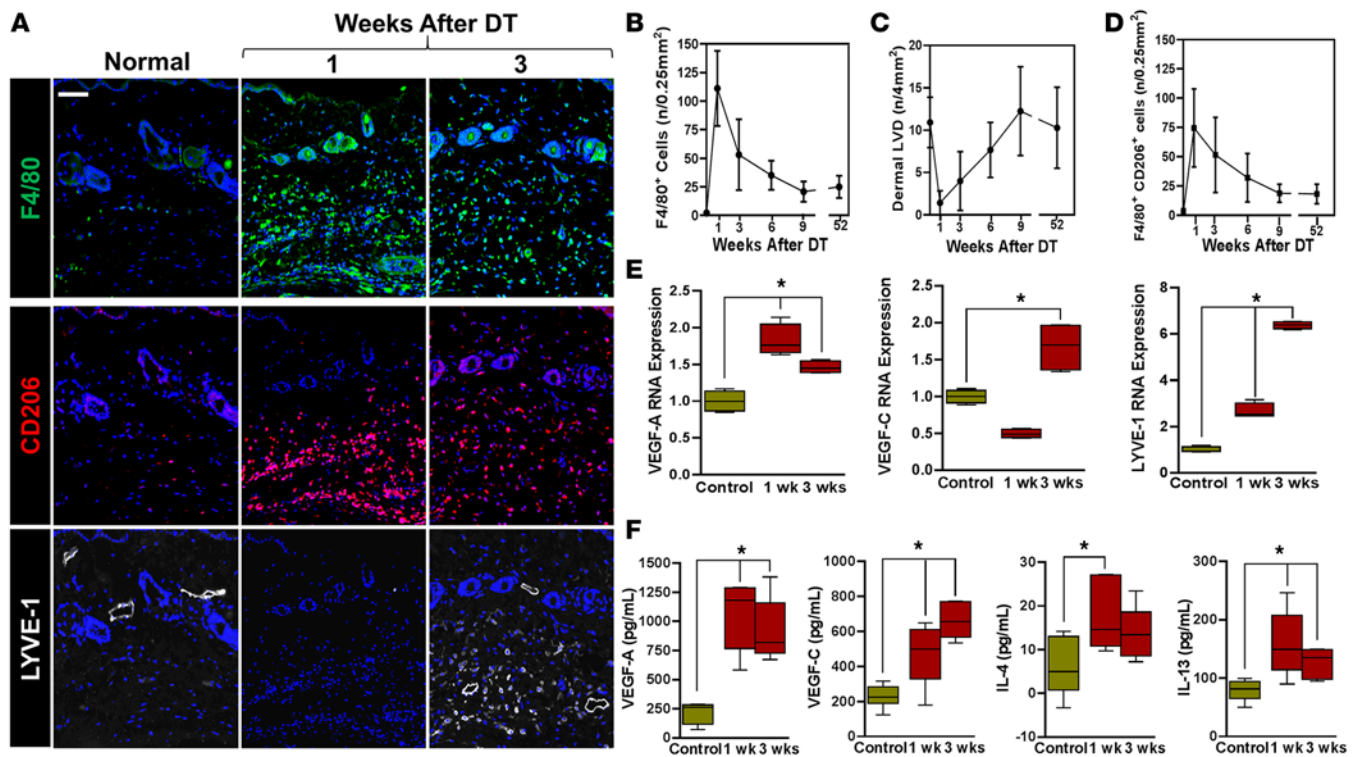 A
Weeks After DT
Normal
1
3
F4/80
CD206
LYVE-1
B
F4/80+ Cells (n/0.25mm²)
150
125
100
75
50
25
0
1 3 6 9 52
Weeks After DT
C
Dermal LVD (n/4mm²)
20
15
10
5
0
1 3 6 9 52
Weeks After DT
D
F4/80+ CD206+ cells (n/0.25mm²)
150
125
100
75
50
25
0
1 3 6 9 52
Weeks After DT
E
VEGF-A RNA Expression
2.5
2.0
1.5
1.0
0.5
0.0
*
Control 1 wk 3 wks
VEGF-C RNA Expression
2.5
2.0
1.5
1.0
0.5
0.0
*
Control 1 wk 3 wks
LYVE-1 RNA Expression
8
6
4
2
0
*
Control 1 wk 3 wks
F
VEGF-A (pg/mL)
1500
1250
1000
750
500
250
0
*
Control 1 wk 3 wks
VEGF-C (pg/mL)
1000
800
600
400
200
0
*
Control 1 wk 3 wks
IL-4 (pg/mL)
40
30
20
10
0
-10
*
Control 1 wk 3 wks
IL-13 (pg/mL)
300
200
100
0
*
Control 1 wk 3 wks